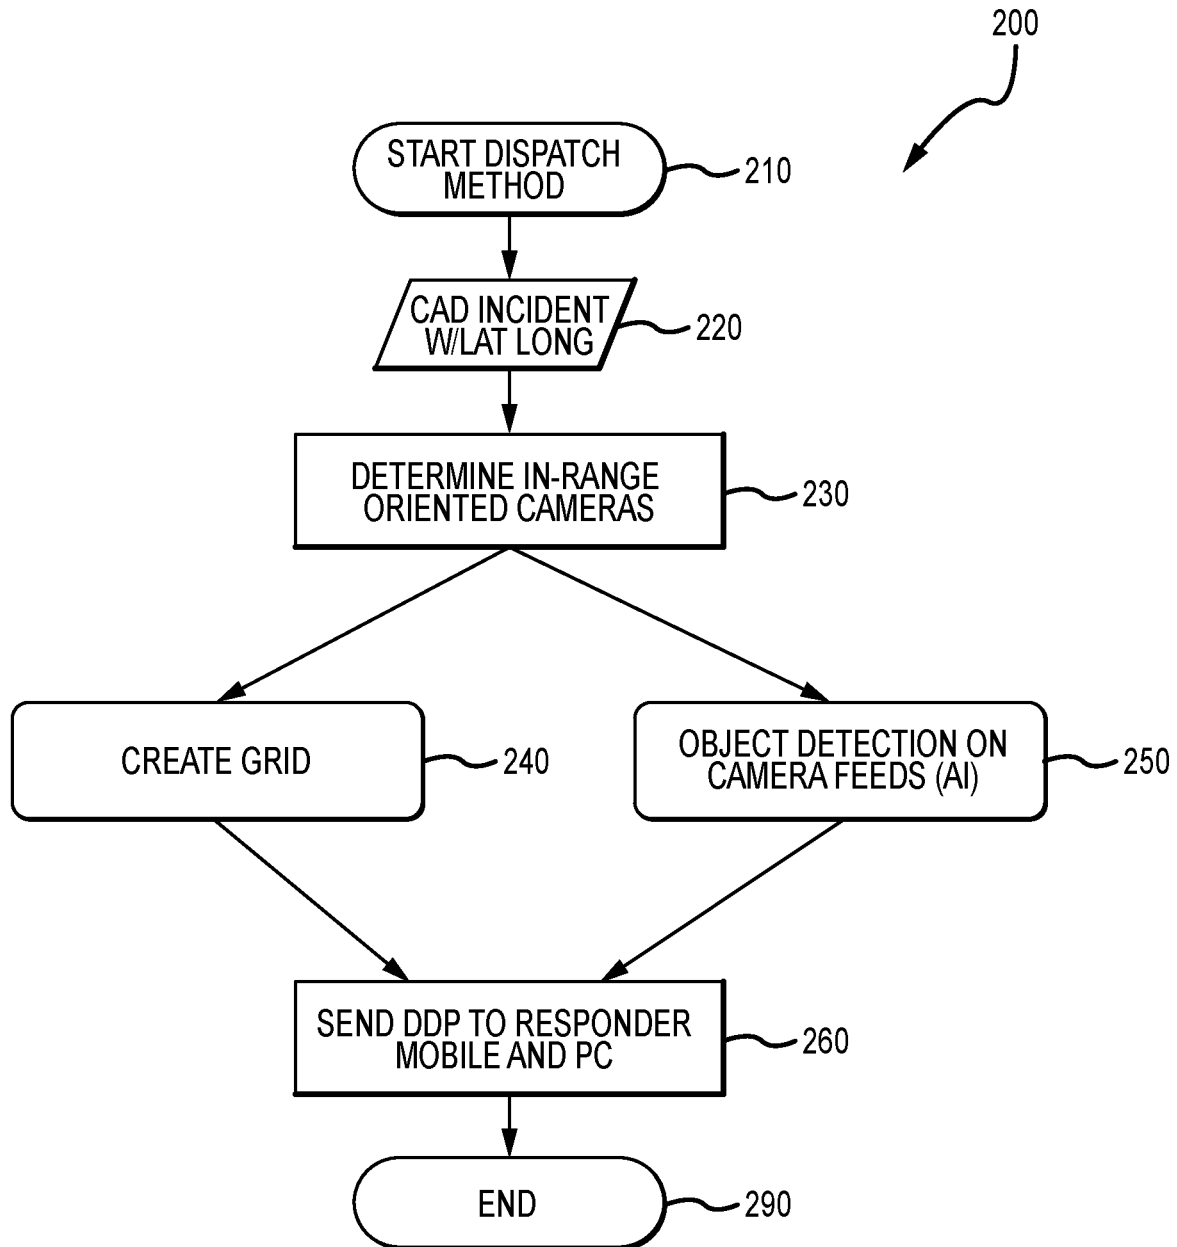 200
START DISPATCH
METHOD
210
CAD INCIDENT
W/LAT LONG
220
DETERMINE IN-RANGE
ORIENTED CAMERAS
230
CREATE GRID
240
OBJECT DETECTION ON
CAMERA FEEDS (AI)
250
SEND DDP TO RESPONDER
MOBILE AND PC
260
END
290